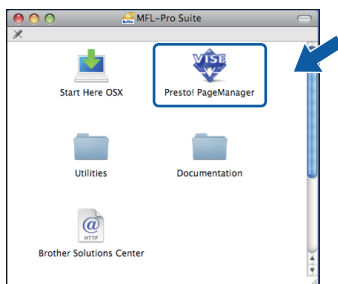 MFL-Pro Suite
VISE
Start Here OSX
Presto! PageManager
Utilities
Documentation
@
HTTP
Brother Solutions Center